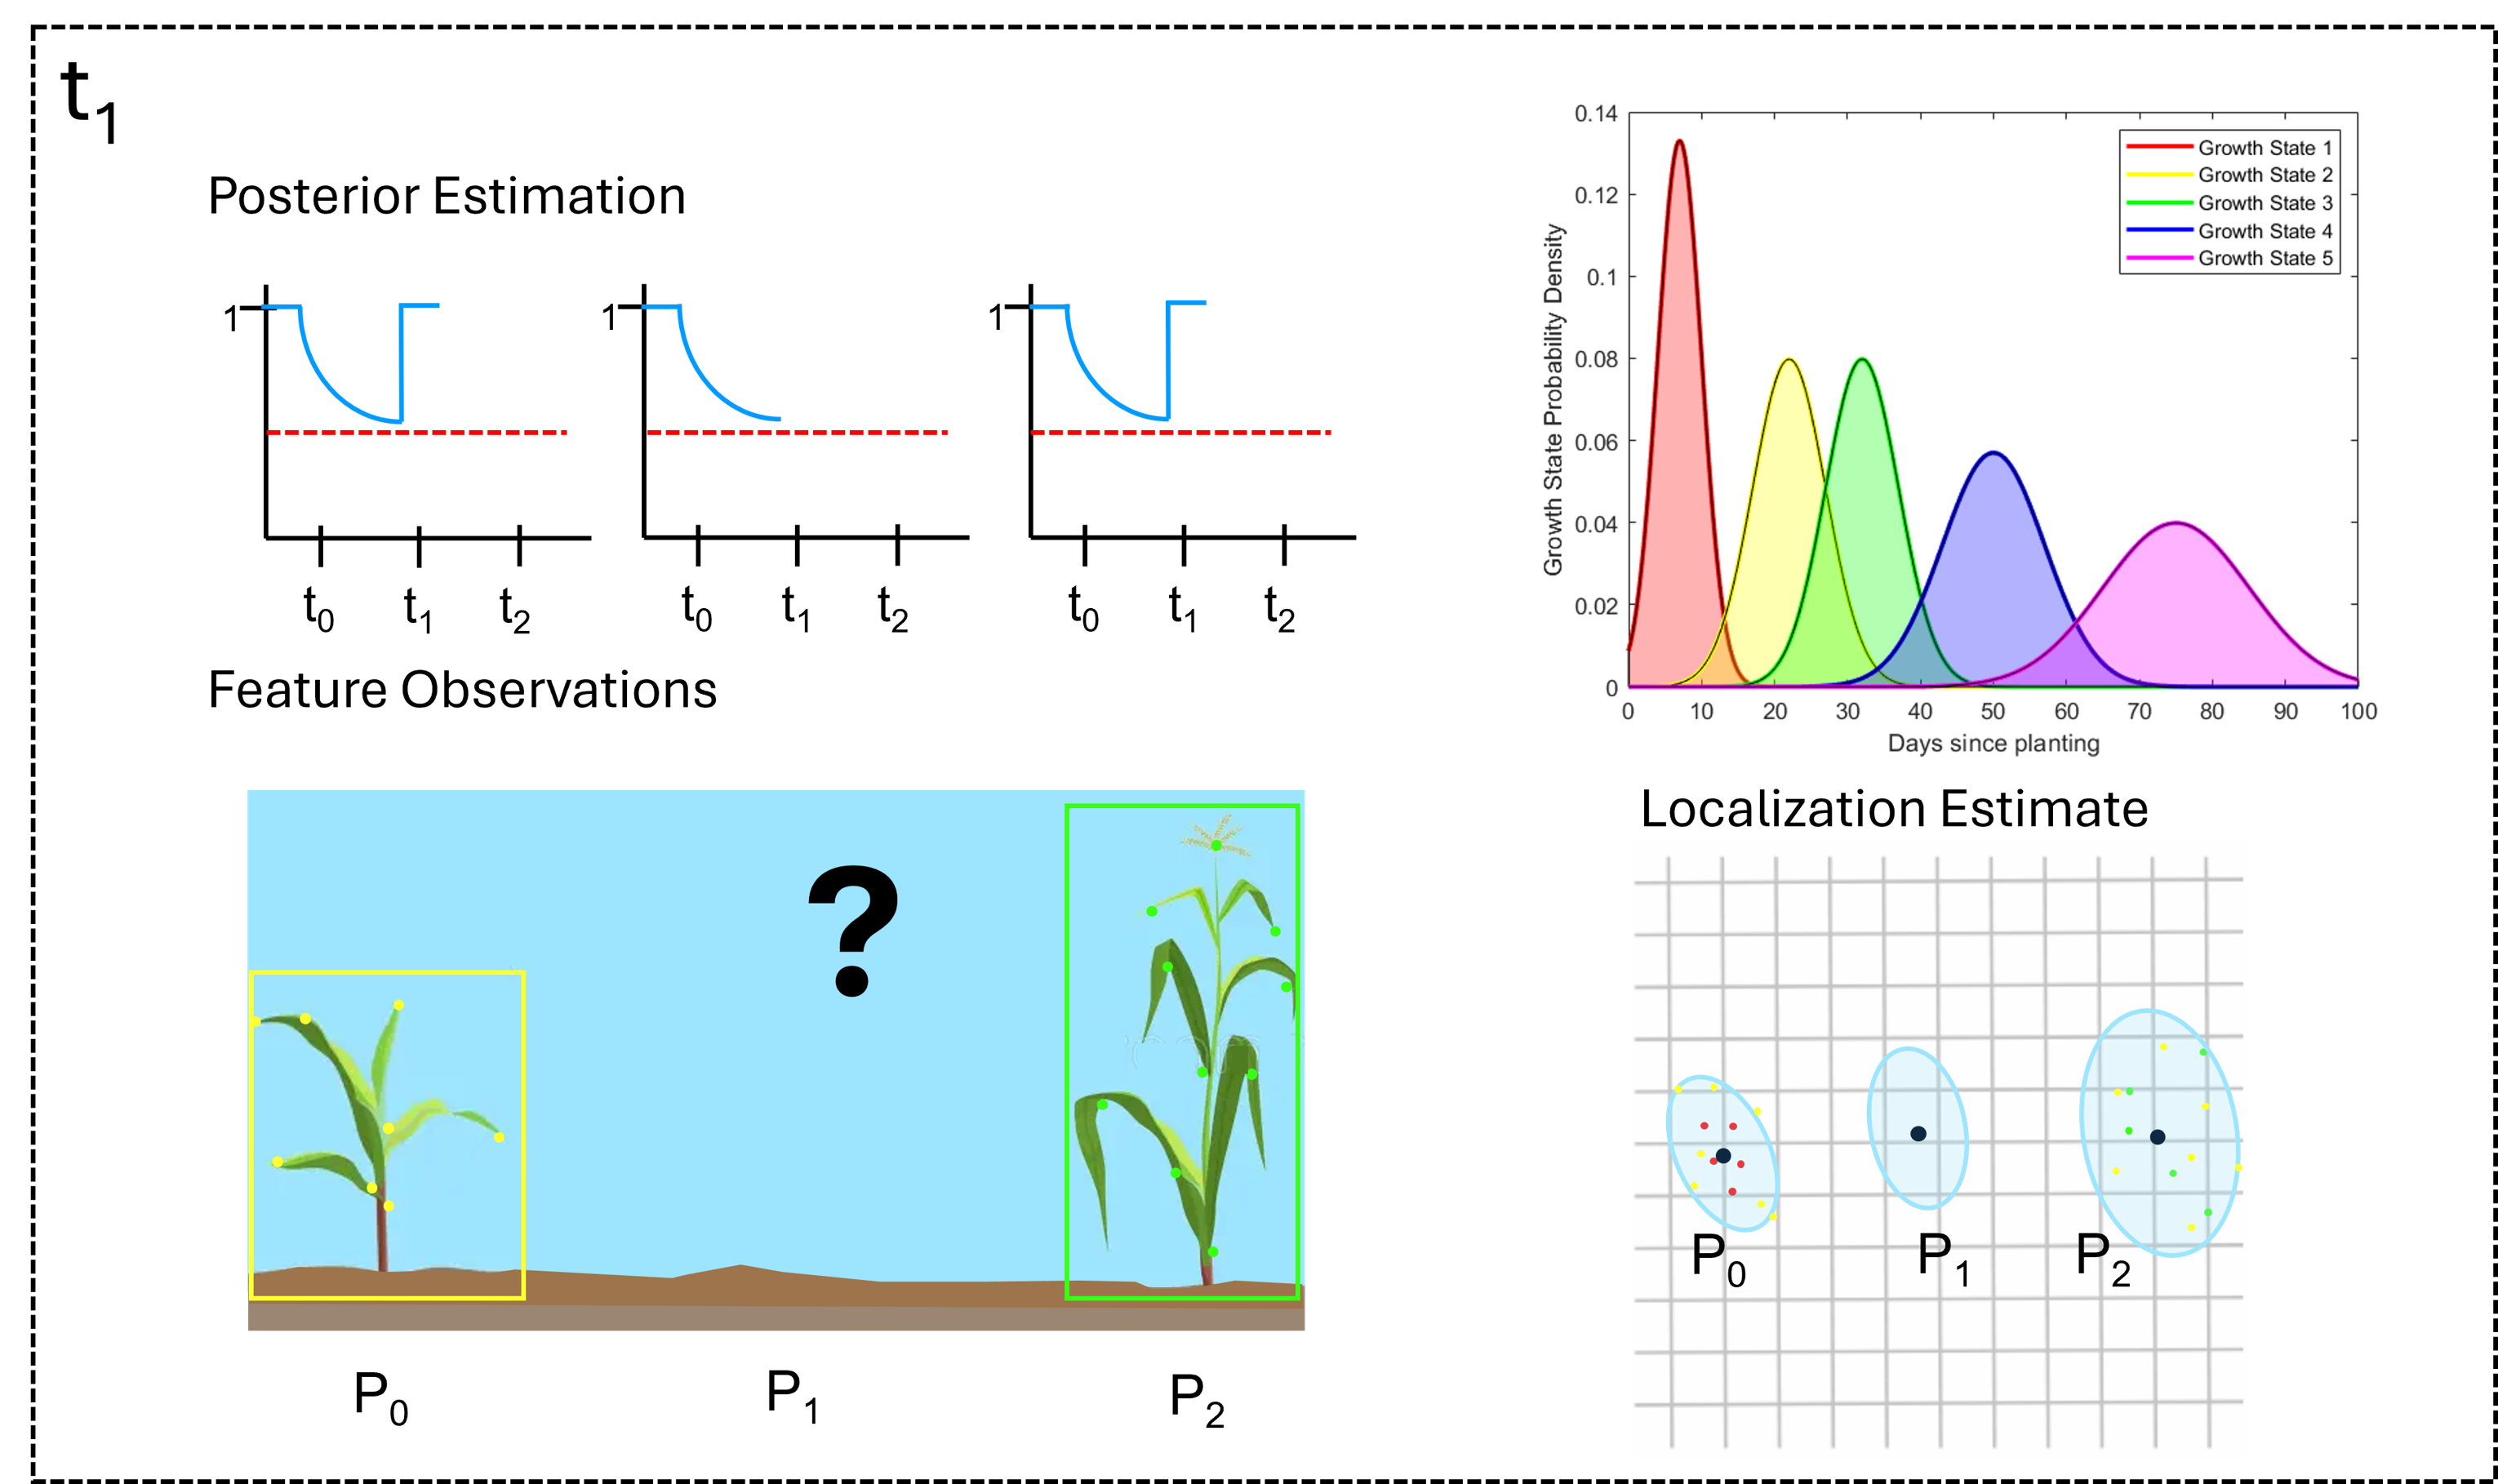 t₁
Posterior Estimation
1
t₀ t₁ t₂
1
t₀ t₁ t₂
1
t₀ t₁ t₂
Feature Observations
?
P₀ P₁ P₂
Growth State Probability Density
0.14
0.12
0.1
0.08
0.06
0.04
0.02
0
0 10 20 30 40 50 60 70 80 90 100
Days since planting
Growth State 1
Growth State 2
Growth State 3
Growth State 4
Growth State 5
Localization Estimate
P₀ P₁ P₂